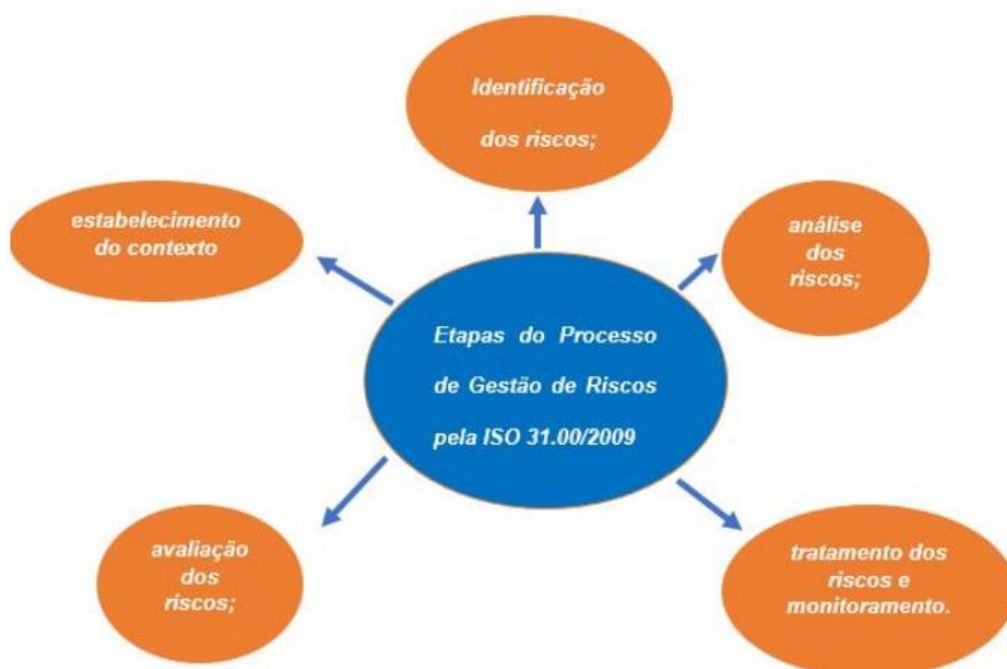 Identificação
dos riscos;
estabelecimento
do contexto
análise
dos
riscos;
Etapas do Processo
de Gestão de Riscos
pela ISO 31.00/2009
avaliação
dos
riscos;
tratamento dos
riscos e
monitoramento.